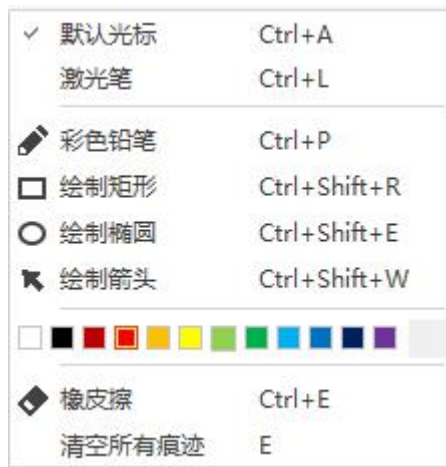 默认光标 Ctrl+A
激光笔 Ctrl+L
彩色铅笔 Ctrl+P
绘制矩形 Ctrl+Shift+R
绘制椭圆 Ctrl+Shift+E
绘制箭头 Ctrl+Shift+W
橡皮擦 Ctrl+E
清空所有痕迹 E